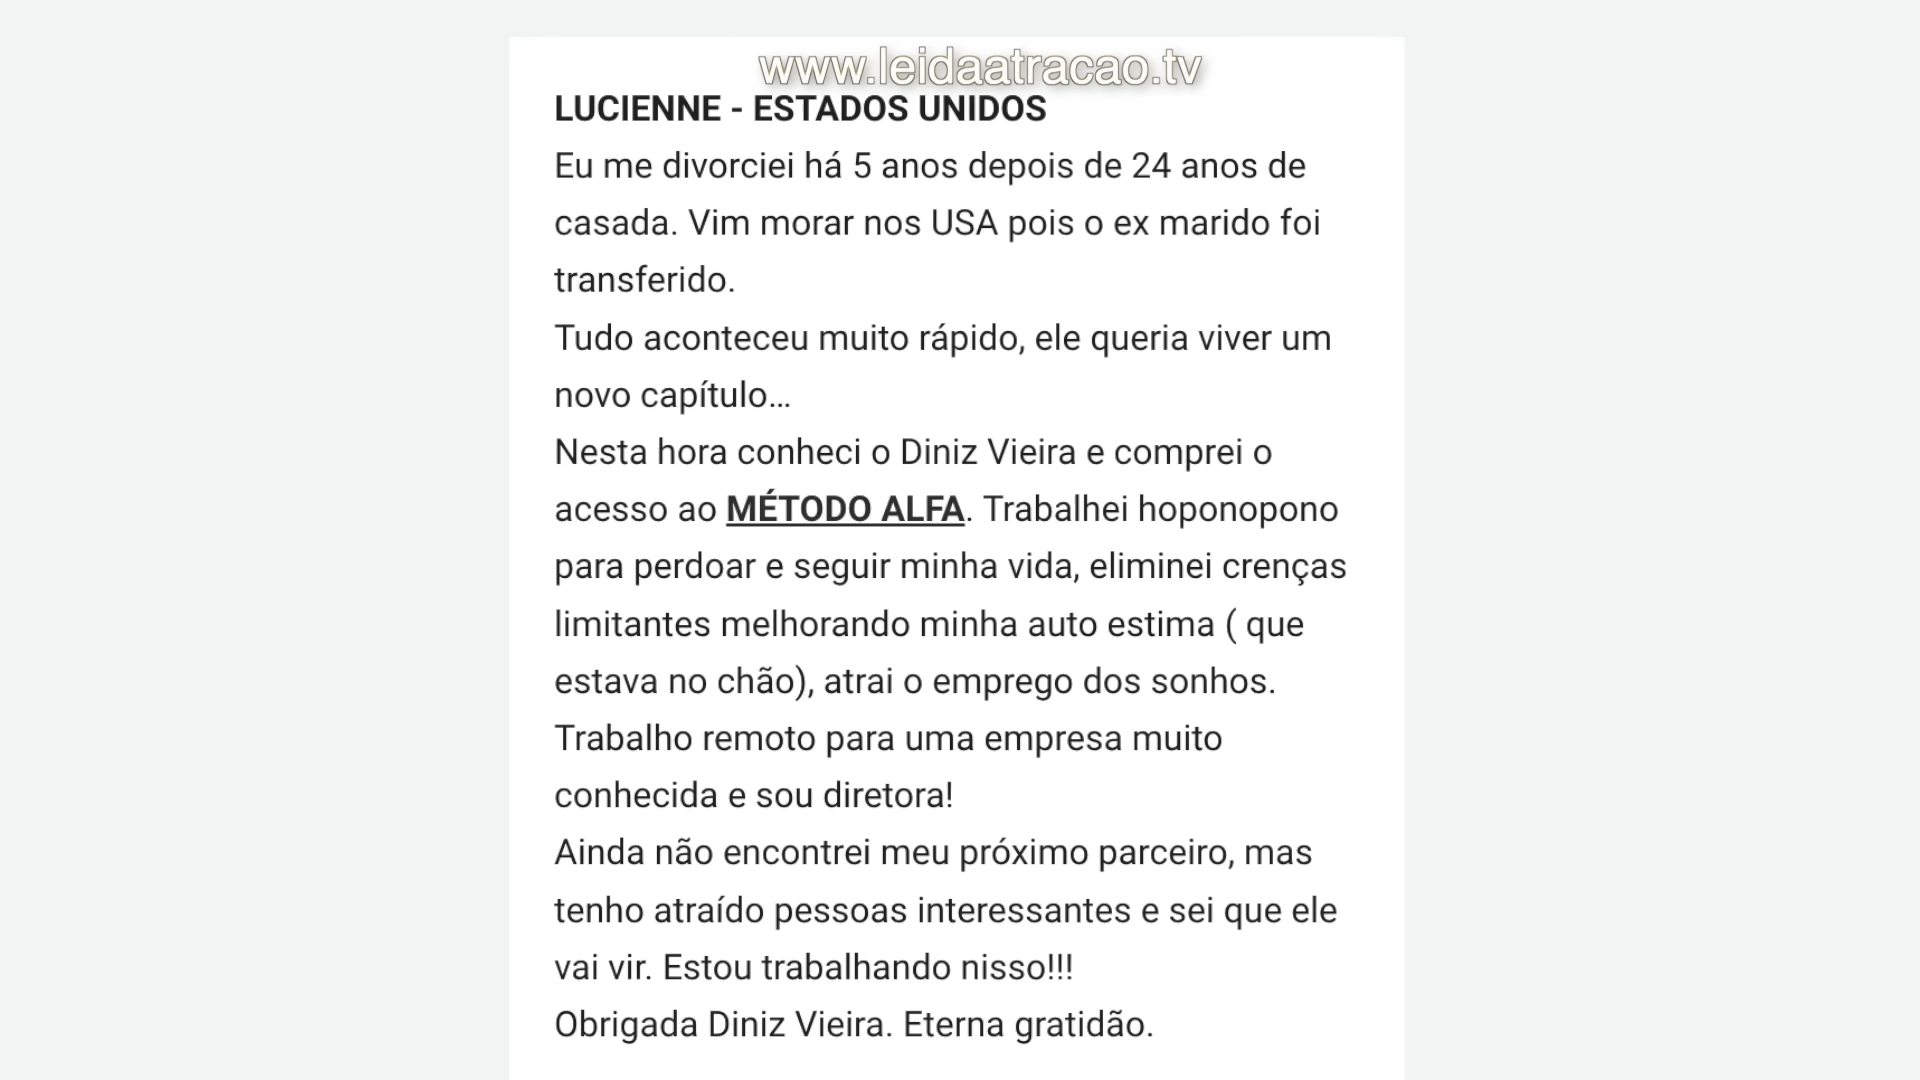 www.leidaatracao.tv
LUCIENNE - ESTADOS UNIDOS
Eu me divorciei há 5 anos depois de 24 anos de
casada. Vim morar nos USA pois o ex marido foi
transferido.
Tudo aconteceu muito rápido, ele queria viver um
novo capítulo...
Nesta hora conheci o Diniz Vieira e comprei o
acesso ao MÉTODO ALFA. Trabalhei hoponopono
para perdoar e seguir minha vida, eliminei crenças
limitantes melhorando minha auto estima ( que
estava no chão), atrai o emprego dos sonhos.
Trabalho remoto para uma empresa muito
conhecida e sou diretora!
Ainda não encontrei meu próximo parceiro, mas
tenho atraído pessoas interessantes e sei que ele
vai vir. Estou trabalhando nisso!!!
Obrigada Diniz Vieira. Eterna gratidão.